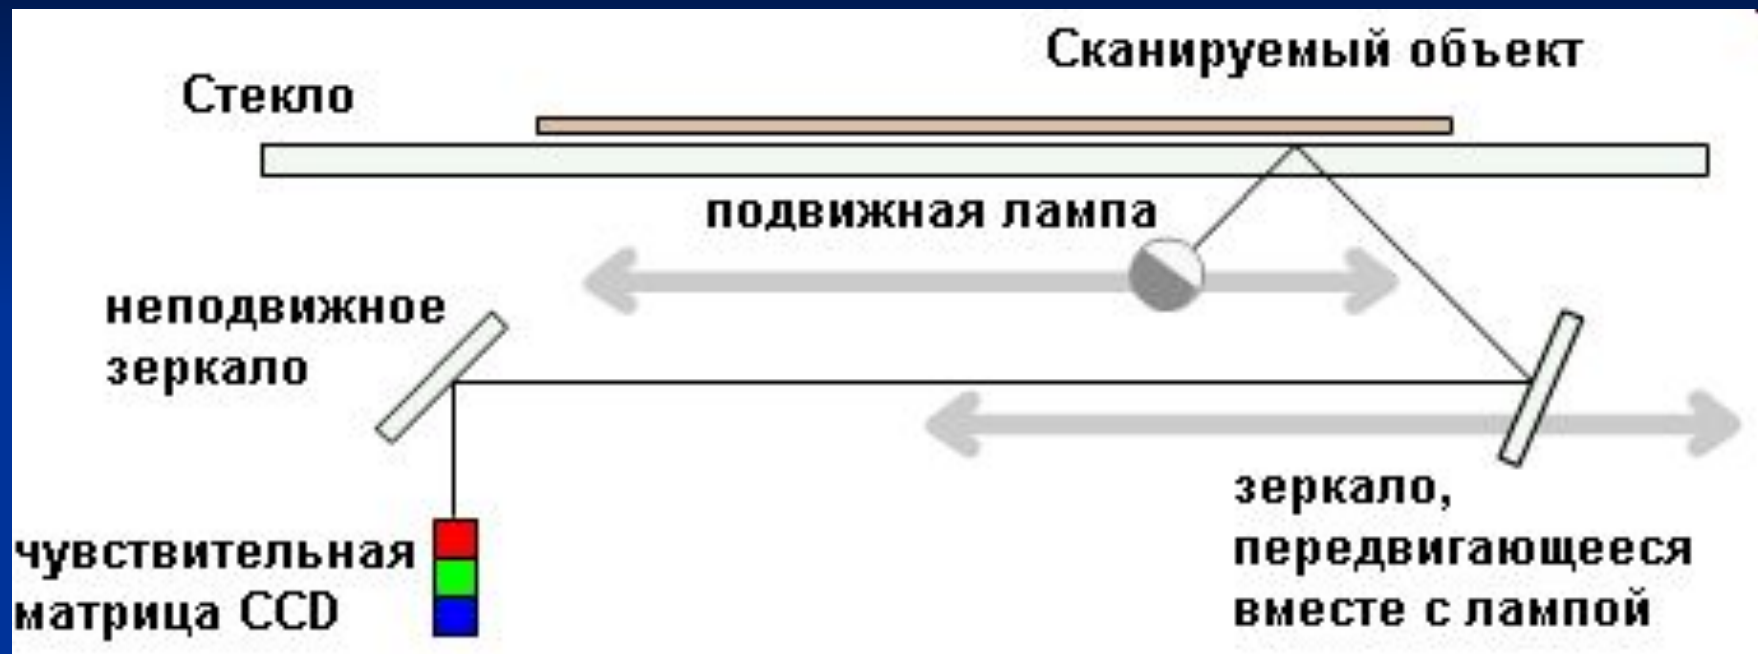 Сканируемый объект
Стекло
подвижная лампа
неподвижное
зеркало
зеркало,
передвигающееся
вместе с лампой
чувствительная
матрица CCD